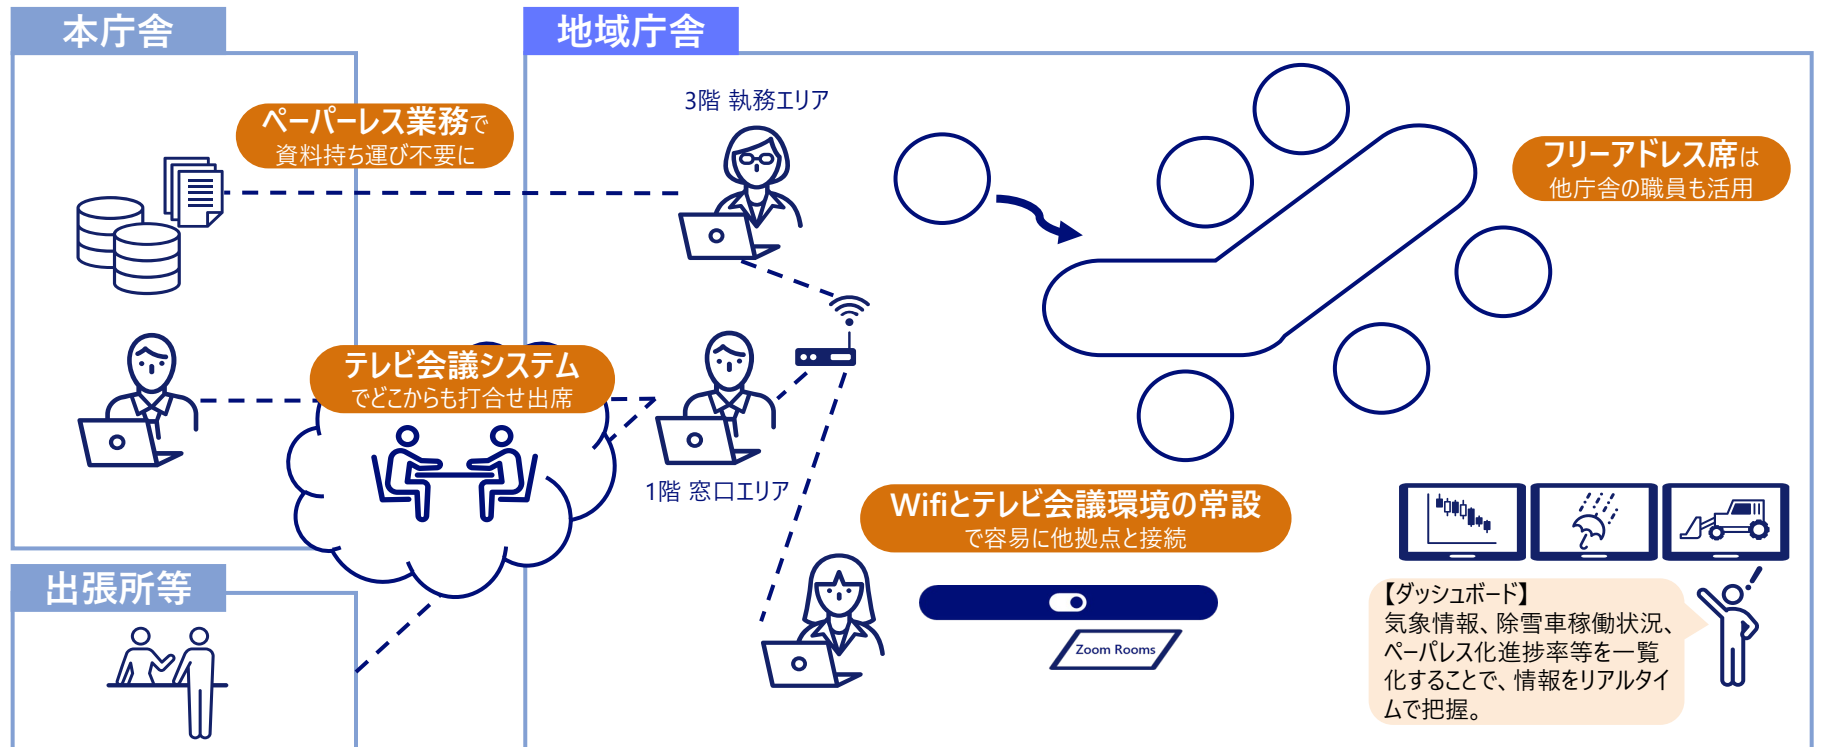 本庁舎
地域庁舎
3階 執務エリア
ペーパーレス業務で
資料持ち運び不要に
フリーアドレス席は
他庁舎の職員も活用
テレビ会議システム
でどこからも打合せ出席
1階 窓口エリア
Wifiとテレビ会議環境の常設
で容易に他拠点と接続
出張所等
Zoom Rooms
【ダッシュボード】
気象情報、除雪車稼働状況、
ペーパレス化進捗率等を一覧
化することで、情報をリアルタイ
ムで把握。